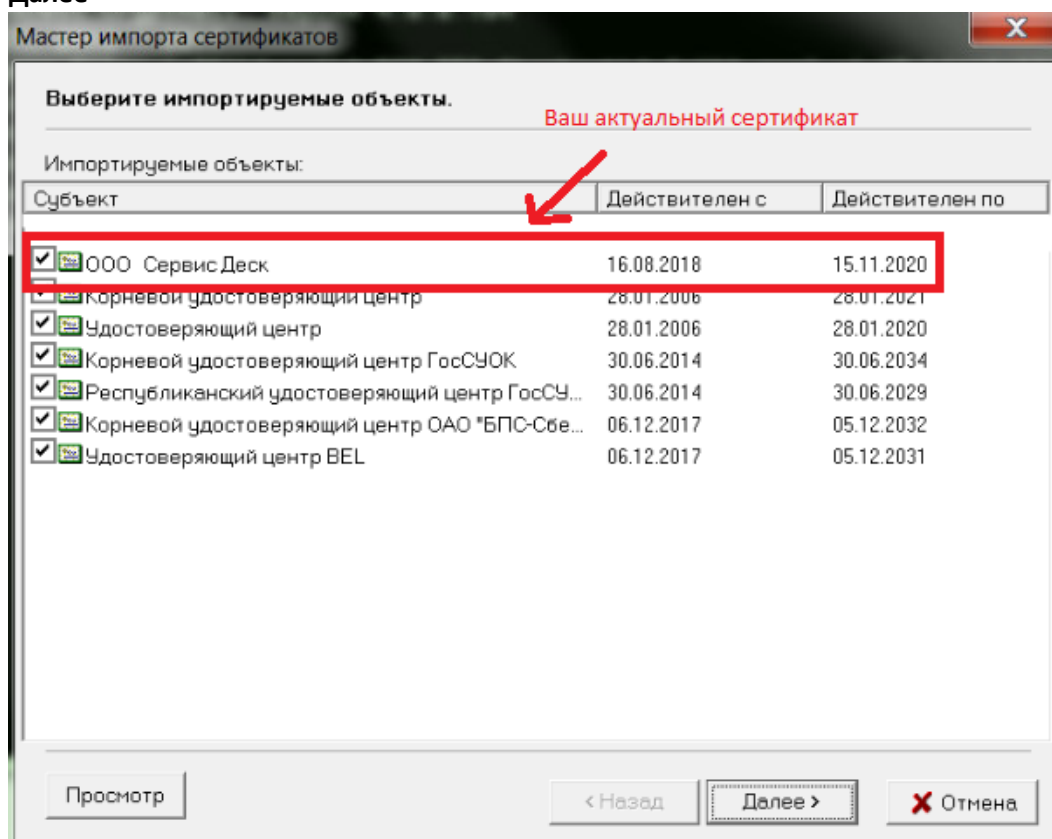 Далее
Мастер импорта сертификатов
Выберите импортируемые объекты.
Ваш актуальный сертификат
Импортируемые объекты:
Субъект Действителен с Действителен по
ООО Сервис Деск 16.08.2018 15.11.2020
Корневой удостоверяющий центр 28.01.2006 28.01.2021
Удостоверяющий центр 28.01.2006 28.01.2020
Корневой удостоверяющий центр ГосСУОК 30.06.2014 30.06.2034
Республиканский удостоверяющий центр ГосСУ... 30.06.2014 30.06.2029
Корневой удостоверяющий центр ОАО "БПС-Сбе... 06.12.2017 05.12.2032
Удостоверяющий центр BEL 06.12.2017 05.12.2031
Просмотр <Назад Далее> Отмена